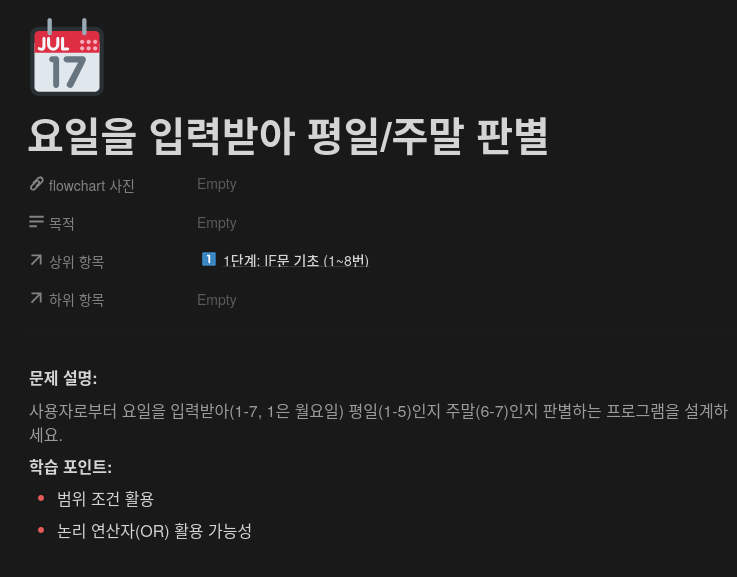 JUL
17
요일을 입력받아 평일/주말 판별
flowchart 사진
Empty
목적
Empty
상위 항목
1 1단계: IF문 기초 (1~8번)
하위 항목
Empty
문제 설명:
사용자로부터 요일을 입력받아(1-7, 1은 월요일) 평일(1-5)인지 주말(6-7)인지 판별하는 프로그램을 설계하
세요.
학습 포인트:
범위 조건 활용
논리 연산자(OR) 활용 가능성